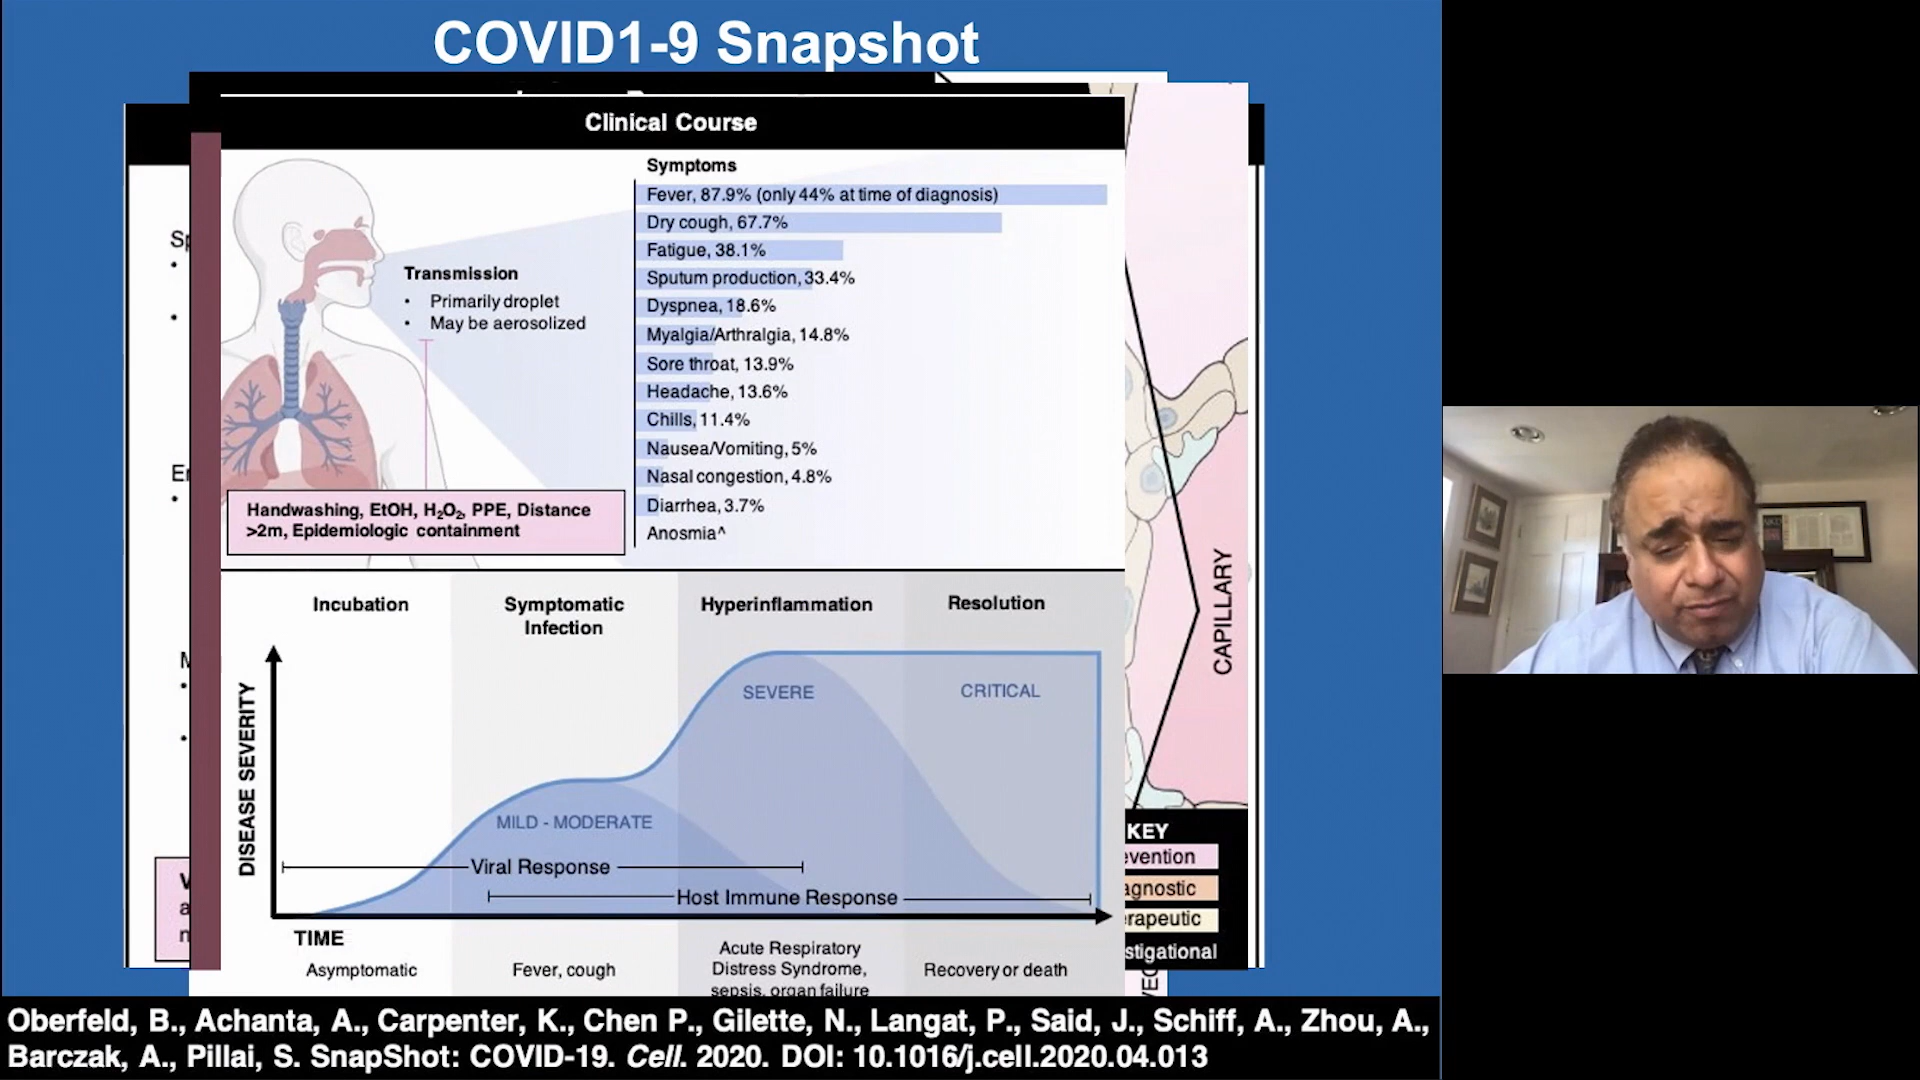 COVID1-9 Snapshot
Clinical Course
Symptoms
Fever, 87.9% (only 44% at time of diagnosis)
Dry cough, 67.7%
Fatigue, 38.1%
Sputum production, 33.4%
Dyspnea, 18.6%
Myalgia/Arthralgia, 14.8%
Sore throat, 13.9%
Headache, 13.6%
Chills, 11.4%
Nausea/Vomiting, 5%
Nasal congestion, 4.8%
Diarrhea, 3.7%
Anosmia^
Transmission
• Primarily droplet
• May be aerosolized
Handwashing, EtOH, H₂O₂, PPE, Distance
>2m, Epidemiologic containment
Incubation
Symptomatic
Infection
Hyperinflammation
Resolution
DISEASE SEVERITY
SEVERE
CRITICAL
MILD - MODERATE
Viral Response
Host Immune Response
TIME
Asymptomatic
Fever, cough
Acute Respiratory
Distress Syndrome,
sepsis, organ failure
Recovery or death
CAPILLARY
KEY
evention
agnostic
erapeutic
stigational
Oberfeld, B., Achanta, A., Carpenter, K., Chen P., Gilette, N., Langat, P., Said, J., Schiff, A., Zhou, A.,
Barczak, A., Pillai, S. SnapShot: COVID-19. Cell. 2020. DOI: 10.1016/j.cell.2020.04.013